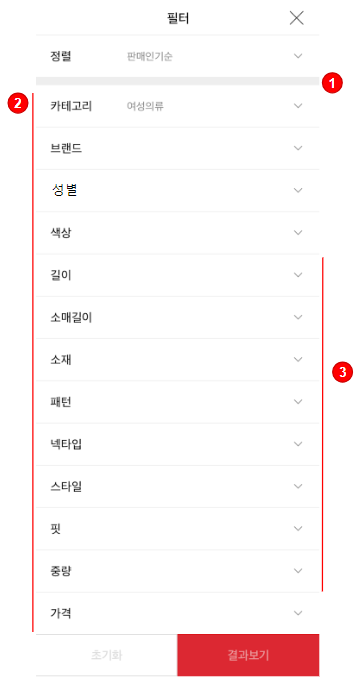 필터
정렬 판매인기순
1
2
카테고리 여성의류
브랜드
성별
색상
길이
소매길이
소재
3
패턴
넥타입
스타일
핏
중량
가격
초기화 결과보기